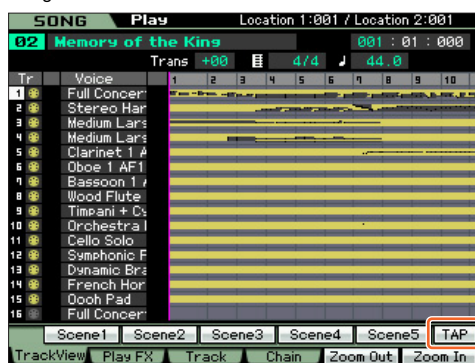 SONG Play Location 1:001 / Location 2:001
02 Memory of the King 001 : 01 : 000
Trans +00 4/4 44.0
Tr Voice 1 2 3 4 5 6 7 8 9 10
1 Full Concer
2 Stereo Har
3 Medium Lars
4 Medium Lars
5 Clarinet 1 A
6 Oboe 1 AF1
7 Bassoon 1 A
8 Wood Flute
9 Timpani + Cy
10 Orchestra
11 Cello Solo
12 Symphonic F
13 Dynamic Bra
14 French Hor
15 Oooh Pad
16 Full Concer
Scene1 Scene2 Scene3 Scene4 Scene5 TAP
TrackView Play FX Track Chain Zoom Out Zoom In